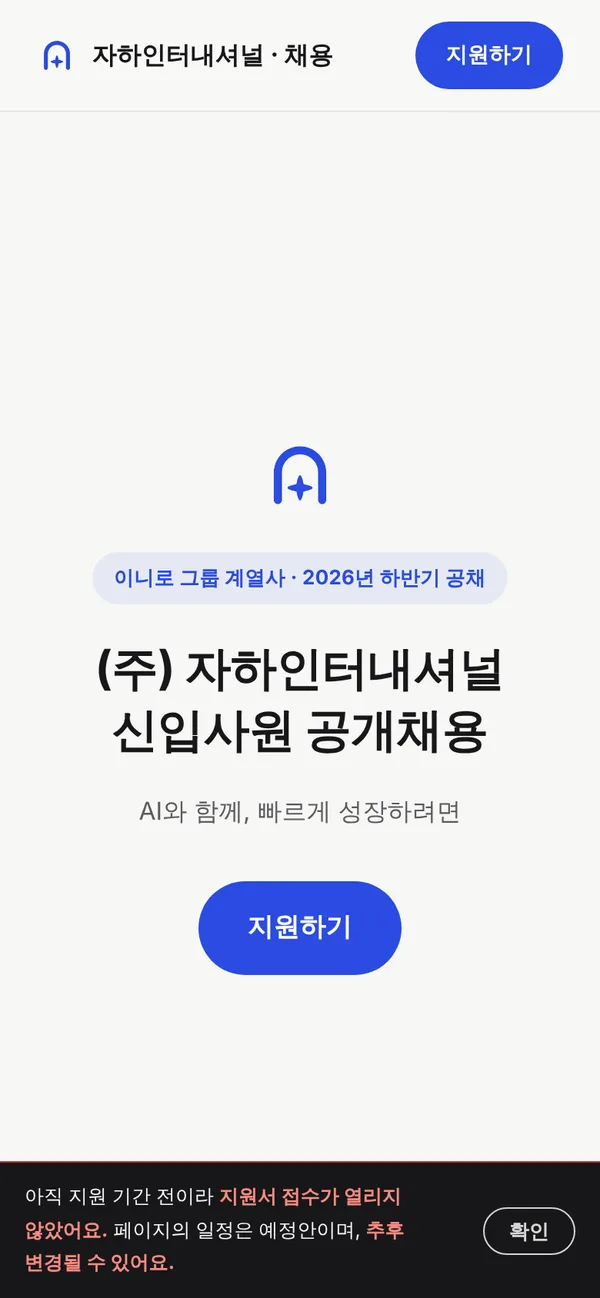 자하인터내셔널 · 채용
지원하기
이니로 그룹 계열사 · 2026년 하반기 공채
(주) 자하인터내셔널
신입사원 공개채용
AI와 함께, 빠르게 성장하려면
지원하기
아직 지원 기간 전이라 지원서 접수가 열리지
않았어요. 페이지의 일정은 예정안이며, 추후
변경될 수 있어요.
확인